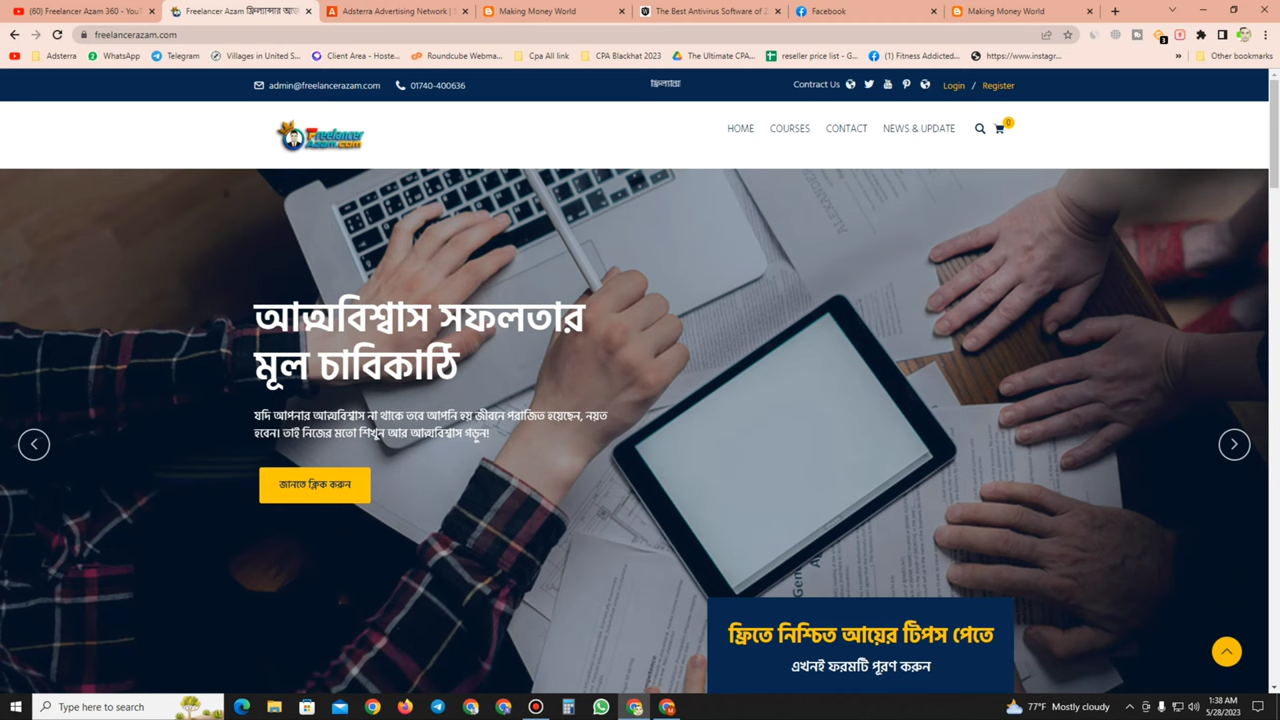 (60) Freelancer Azam 360 - YouT
Freelancer Azam ফ্রিল্যান্সার আজ
Adsterra Advertising Network | S
Making Money World
The Best Antivirus Software of 2
Facebook
Making Money World
freelancerazam.com
Adsterra
WhatsApp
Telegram
Villages in United S...
Client Area - Hoste...
Roundcube Webma...
Cpa All link
CPA Blackhat 2023
The Ultimate CPA...
reseller price list - G...
(1) Fitness Addicted...
https://www.instagr...
Other bookmarks
admin@freelancerazam.com
01740-400636
Contract Us
Login / Register
Freelancer
Azam.com
HOME
COURSES
CONTACT
NEWS & UPDATE
0
ALEXANDER
আত্মবিশ্বাস সফলতার
মূল চাবিকাঠি
যদি আপনার আত্মবিশ্বাস না থাকে তবে আপনি হয় জীবনে পরাজিত হয়েছেন, নয়ত
হবেন। তাই নিজের মতো শিখুন আর আত্মবিশ্বাস গড়ুন!
জানতে ক্লিক করুন
ফ্রিতে নিশ্চিত আয়ের টিপস পেতে
এখনই ফরমটি পূরণ করুন
Type here to search
77°F Mostly cloudy
1:38 AM
5/28/2023